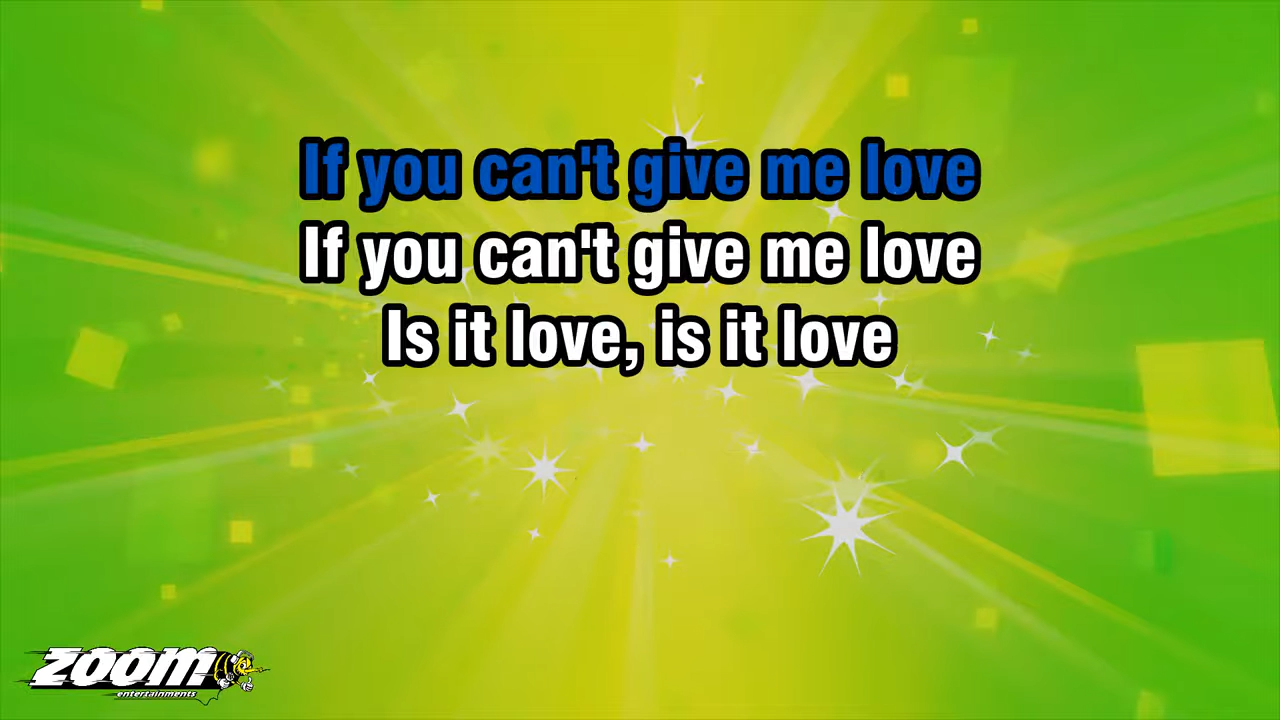 If you can't give me love
If you can't give me love
Is it love, is it love
zoom
entertainments